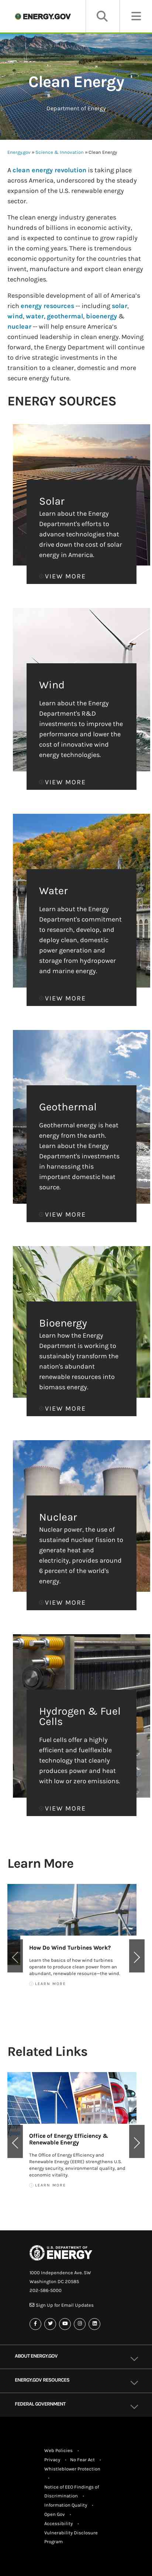 ENERGY.GOV
Clean Energy
Department of Energy
Energy.gov » Science & Innovation » Clean Energy
A clean energy revolution is taking place
across America, underscored by the steady
expansion of the U.S. renewable energy
sector.
The clean energy industry generates
hundreds of billions in economic activity,
and is expected to continue to grow rapidly
in the coming years. There is tremendous
economic opportunity for the countries that
invent, manufacture and export clean energy
technologies.
Responsible development of all of America's
rich energy resources — including solar,
wind, water, geothermal, bioenergy &
nuclear — will help ensure America's
continued leadership in clean energy. Moving
forward, the Energy Department will continue
to drive strategic investments in the
transition to a cleaner, domestic and more
secure energy future.
ENERGY SOURCES
Solar
Learn about the Energy
Department's efforts to
advance technologies that
drive down the cost of solar
energy in America.
VIEW MORE
Wind
Learn about the Energy
Department's R&D
investments to improve the
performance and lower the
cost of innovative wind
energy technologies.
VIEW MORE
Water
Learn about the Energy
Department's commitment
to research, develop, and
deploy clean, domestic
power generation and
storage from hydropower
and marine energy.
VIEW MORE
Geothermal
Geothermal energy is heat
energy from the earth.
Learn about the Energy
Department's investments
in harnessing this
important domestic heat
source.
VIEW MORE
Bioenergy
Learn how the Energy
Department is working to
sustainably transform the
nation's abundant
renewable resources into
biomass energy.
VIEW MORE
Nuclear
Nuclear power, the use of
sustained nuclear fission to
generate heat and
electricity, provides around
6 percent of the world's
energy.
VIEW MORE
Hydrogen & Fuel
Cells
Fuel cells offer a highly
efficient and fuelflexible
technology that cleanly
produces power and heat
with low or zero emissions.
VIEW MORE
Learn More
How Do Wind Turbines Work?
Learn the basics of how wind turbines
operate to produce clean power from an
abundant, renewable resource—the wind.
LEARN MORE
Related Links
Office of Energy Efficiency &
Renewable Energy
The Office of Energy Efficiency and
Renewable Energy (EERE) strengthens U.S.
energy security, environmental quality, and
economic vitality.
LEARN MORE
U.S. DEPARTMENT OF
ENERGY
1000 Independence Ave. SW
Washington DC 20585
202-586-5000
Sign Up for Email Updates
ABOUT ENERGY.GOV
ENERGY.GOV RESOURCES
FEDERAL GOVERNMENT
Web Policies •
Privacy • No Fear Act •
Whistleblower Protection
•
Notice of EEO Findings of
Discrimination •
Information Quality •
Open Gov •
Accessibility •
Vulnerability Disclosure
Program